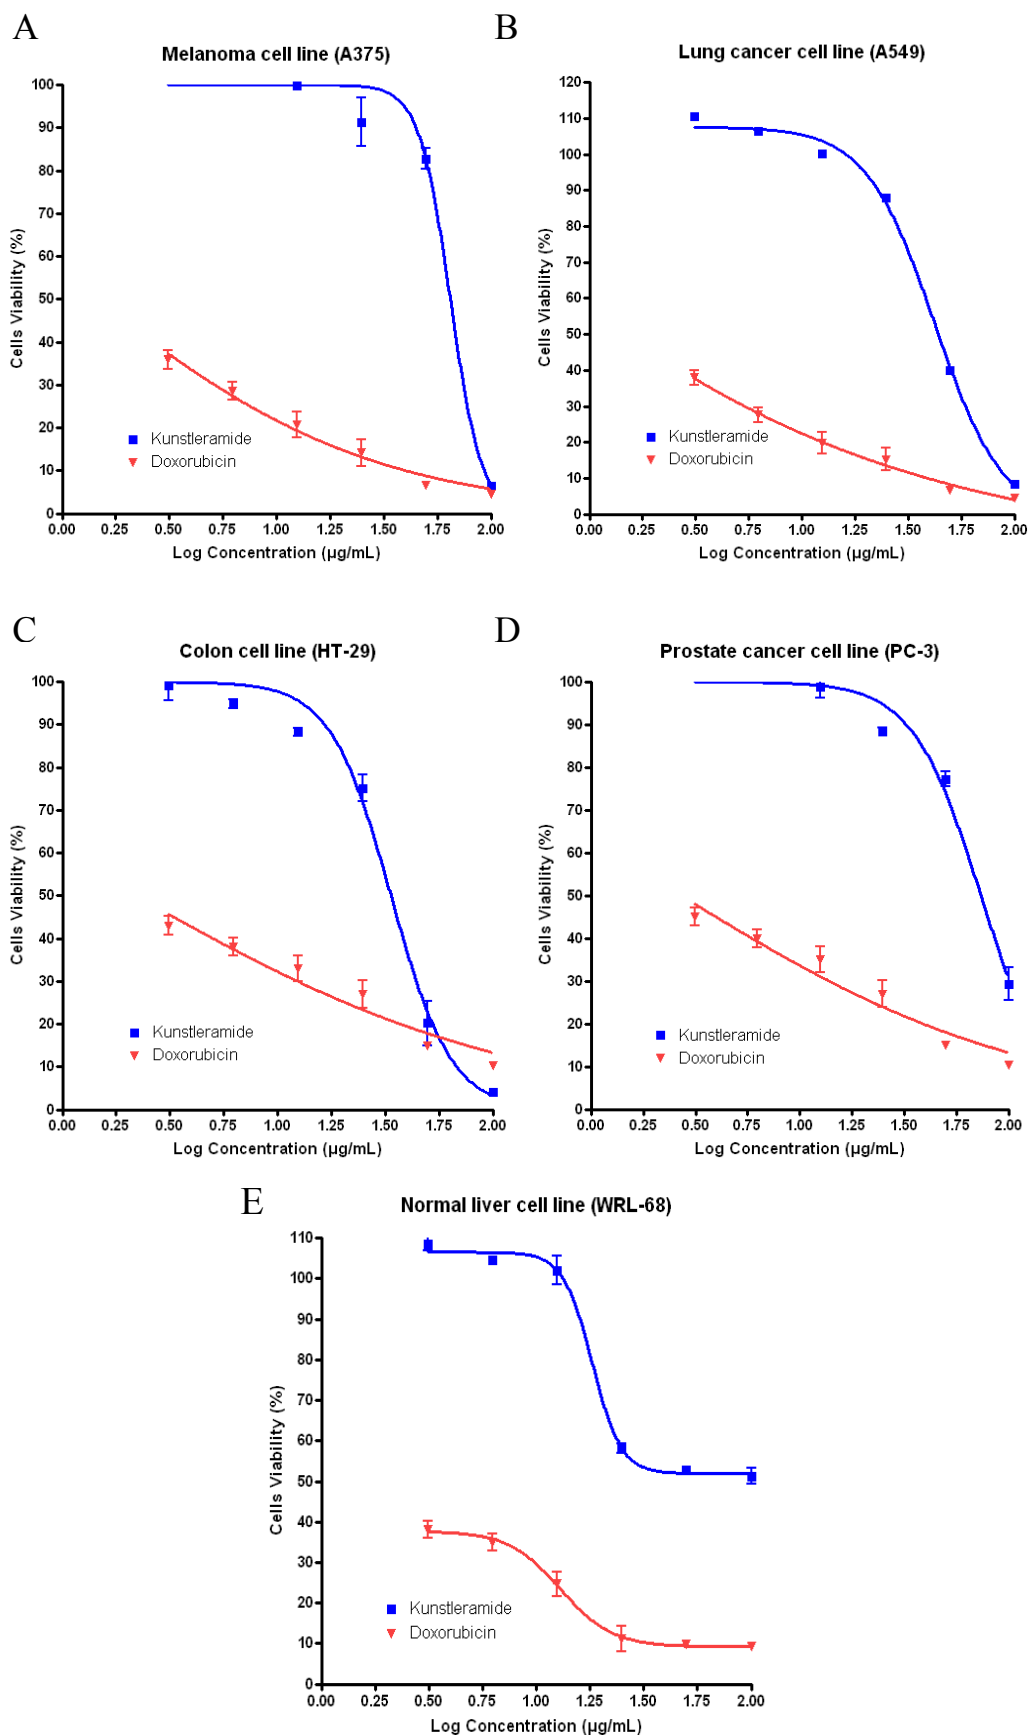 A
B
Melanoma cell line (A375)
Lung cancer cell line (A549)
100
90
80
70
60
50
40
30
20
10
0
Cells Viability (%)
Kunstleramide
Doxorubicin
0.00 0.25 0.50 0.75 1.00 1.25 1.50 1.75 2.00
Log Concentration (µg/mL)
120
110
100
90
80
70
60
50
40
30
20
10
0
Cells Viability (%)
Kunstleramide
Doxorubicin
0.00 0.25 0.50 0.75 1.00 1.25 1.50 1.75 2.00
Log Concentration (µg/mL)
C
D
Colon cell line (HT-29)
Prostate cancer cell line (PC-3)
100
90
80
70
60
50
40
30
20
10
0
Cells Viability (%)
Kunstleramide
Doxorubicin
0.00 0.25 0.50 0.75 1.00 1.25 1.50 1.75 2.00
Log Concentration (µg/mL)
100
90
80
70
60
50
40
30
20
10
0
Cells Viability (%)
Kunstleramide
Doxorubicin
0.00 0.25 0.50 0.75 1.00 1.25 1.50 1.75 2.00
Log Concentration (µg/mL)
E
Normal liver cell line (WRL-68)
110
100
90
80
70
60
50
40
30
20
10
0
Cells Viability (%)
Kunstleramide
Doxorubicin
0.00 0.25 0.50 0.75 1.00 1.25 1.50 1.75 2.00
Log Concentration (µg/mL)